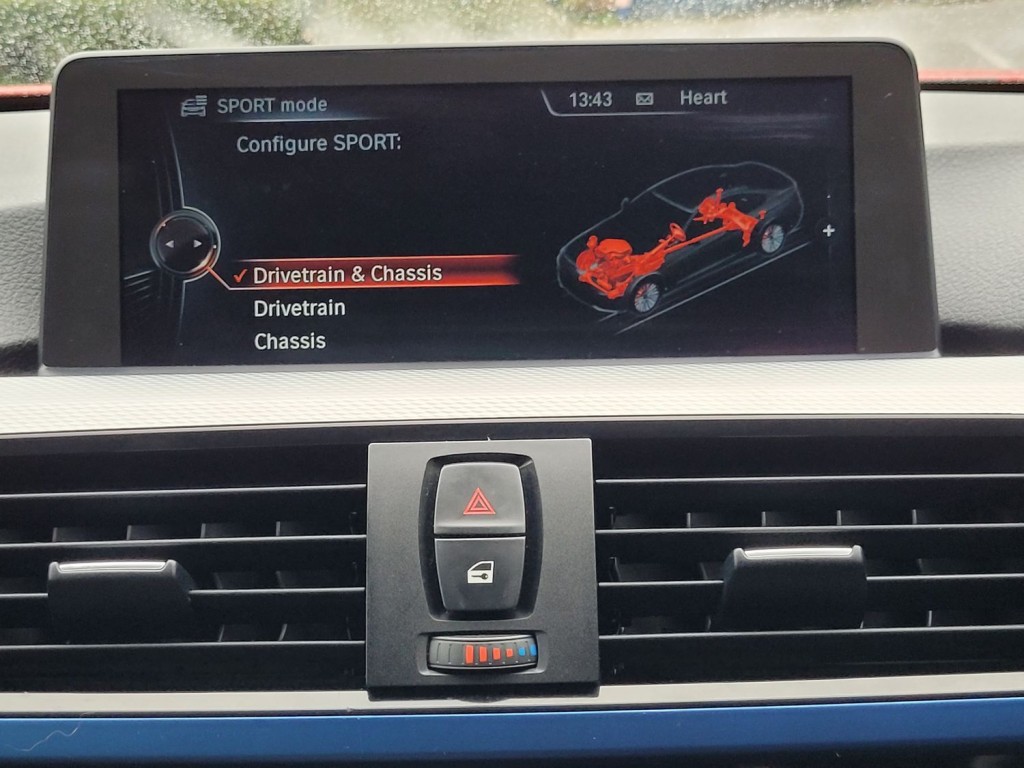 SPORT mode
13:43 Heart
Configure SPORT:
Drivetrain & Chassis
Drivetrain
Chassis